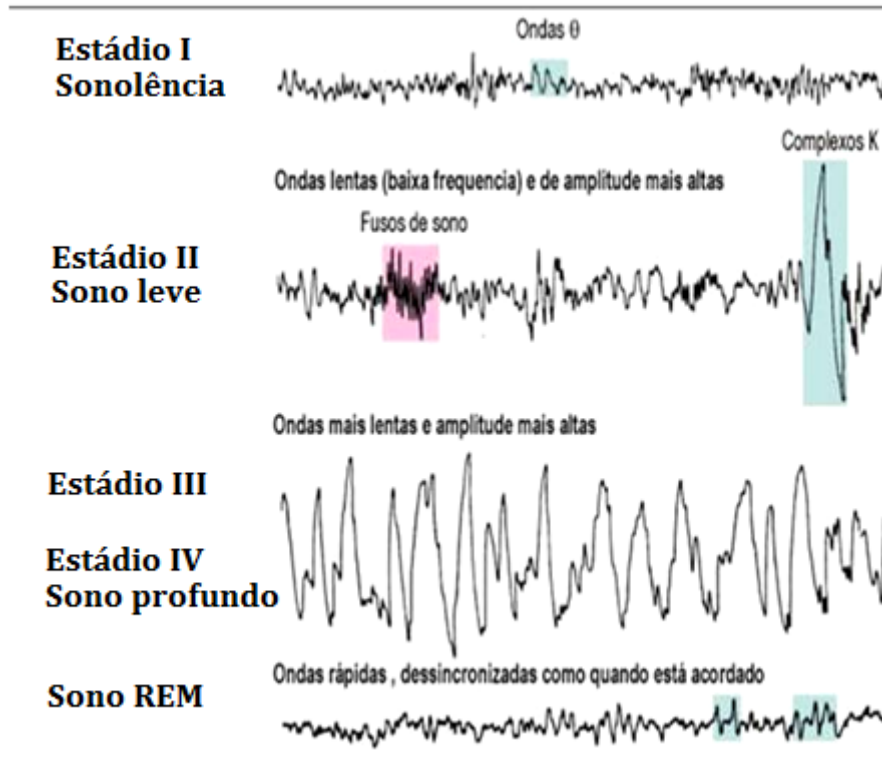 Ondas θ
Estádio I
Sonolência
Complexos K
Ondas lentas (baixa frequencia) e de amplitude mais altas
Fusos de sono
Estádio II
Sono leve
Ondas mais lentas e amplitude mais altas
Estádio III
Estádio IV
Sono profundo
Ondas rápidas , dessincronizadas como quando está acordado
Sono REM